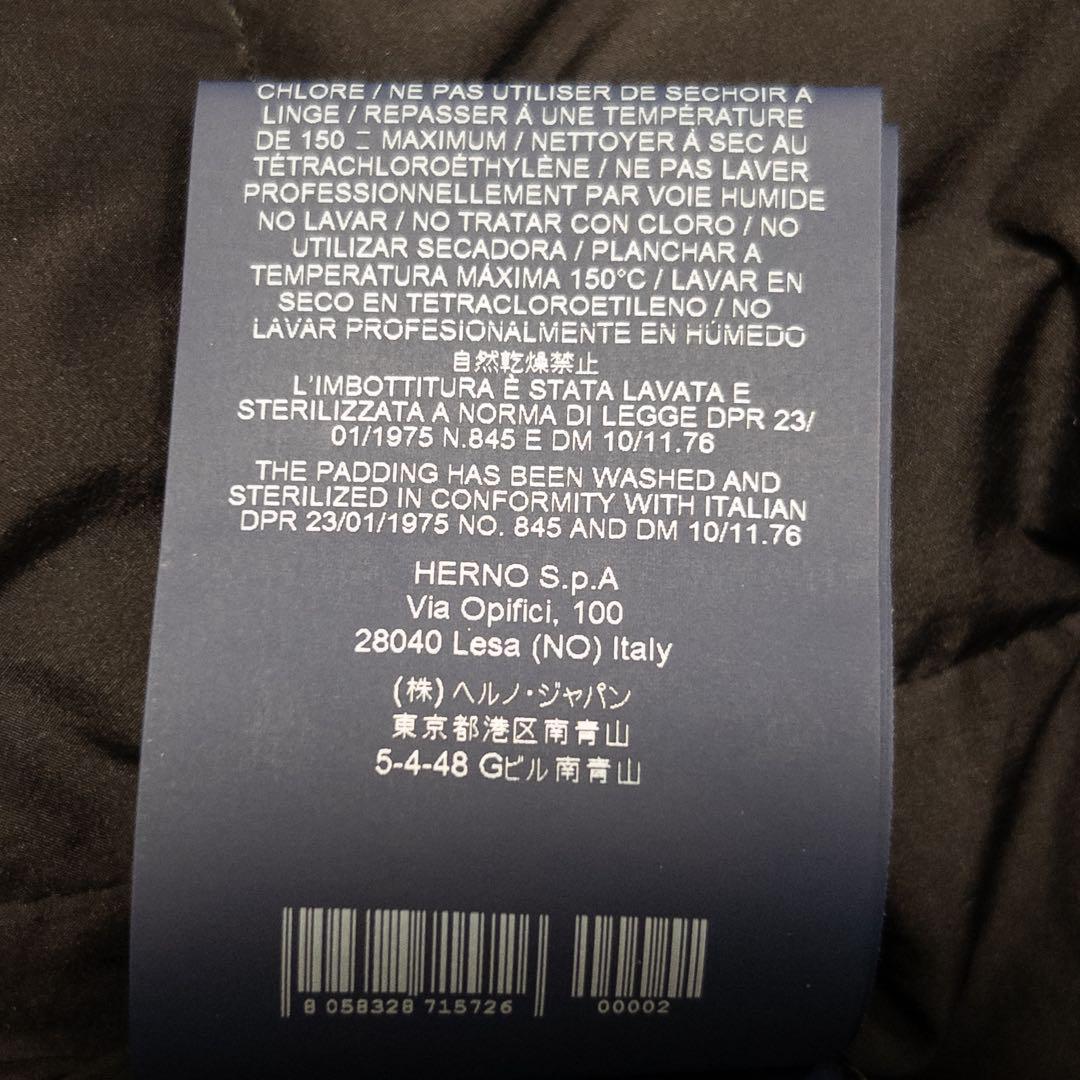 CHLORE / NE PAS UTILISER DE SÉCHOIR À
LINGE / REPASSER À UNE TEMPÉRATURE
DE 150 □ MAXIMUM / NETTOYER À SEC AU
TÉTRACHLOROÉTHYLÈNE / NE PAS LAVER
PROFESSIONNELLEMENT PAR VOIE HUMIDE
NO LAVAR / NO TRATAR CON CLORO / NO
UTILIZAR SECADORA / PLANCHAR A
TEMPERATURA MÁXIMA 150°C / LAVAR EN
SECO EN TETRACLOROETILENO / NO
LAVAR PROFESIONALMENTE EN HÚMEDO
自然乾燥禁止
L'IMBOTTITURA È STATA LAVATA E
STERILIZZATA A NORMA DI LEGGE DPR 23/
01/1975 N.845 E DM 10/11.76
THE PADDING HAS BEEN WASHED AND
STERILIZED IN CONFORMITY WITH ITALIAN
DPR 23/01/1975 NO. 845 AND DM 10/11.76
HERNO S.p.A
Via Opifici, 100
28040 Lesa (NO) Italy
(株)ヘルノ・ジャパン
東京都港区南青山
5-4-48 Gビル南青山
8 058328 715726 00002